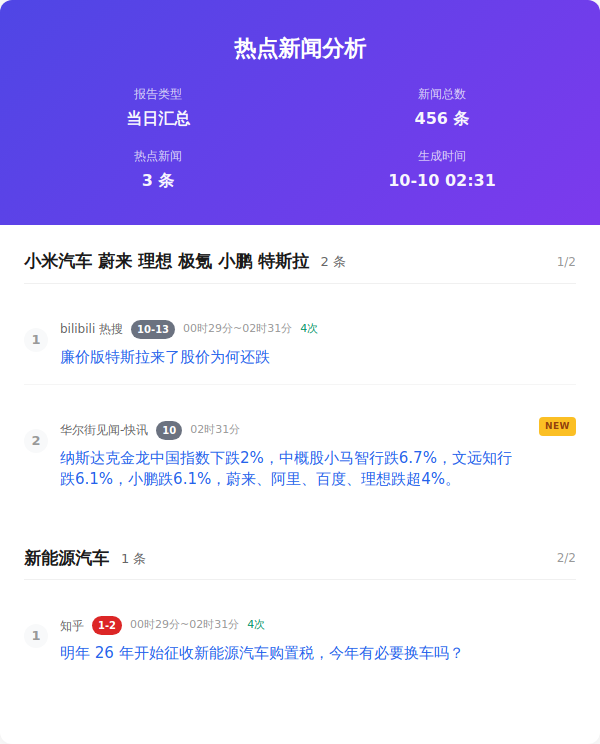 热点新闻分析
报告类型
新闻总数
当日汇总
456 条
热点新闻
生成时间
3 条
10-10 02:31
小米汽车 蔚来 理想 极氪 小鹏 特斯拉 2 条 1/2
bilibili 热搜 10-13 00时29分~02时31分 4次
1
廉价版特斯拉来了股价为何还跌
华尔街见闻-快讯 10 02时31分 NEW
2
纳斯达克金龙中国指数下跌2%，中概股小马智行跌6.7%，文远知行
跌6.1%，小鹏跌6.1%，蔚来、阿里、百度、理想跌超4%。
新能源汽车 1 条 2/2
知乎 1-2 00时29分~02时31分 4次
1
明年 26 年开始征收新能源汽车购置税，今年有必要换车吗？